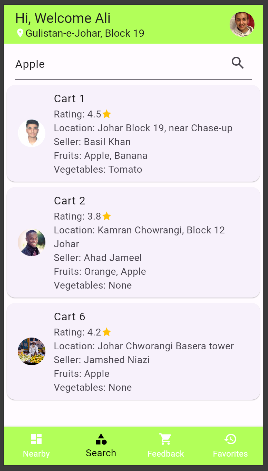 Hi, Welcome Ali
Gulistan-e-Johar, Block 19
Apple
Cart 1
Rating: 4.5
Location: Johar Block 19, near Chase-up
Seller: Basil Khan
Fruits: Apple, Banana
Vegetables: Tomato
Cart 2
Rating: 3.8
Location: Kamran Chowrangi, Block 12
Johar
Seller: Ahad Jameel
Fruits: Orange, Apple
Vegetables: None
Cart 6
Rating: 4.2
Location: Johar Chworangi Basera tower
Seller: Jamshed Niazi
Fruits: Apple
Vegetables: None
Nearby
Search
Feedback
Favorites